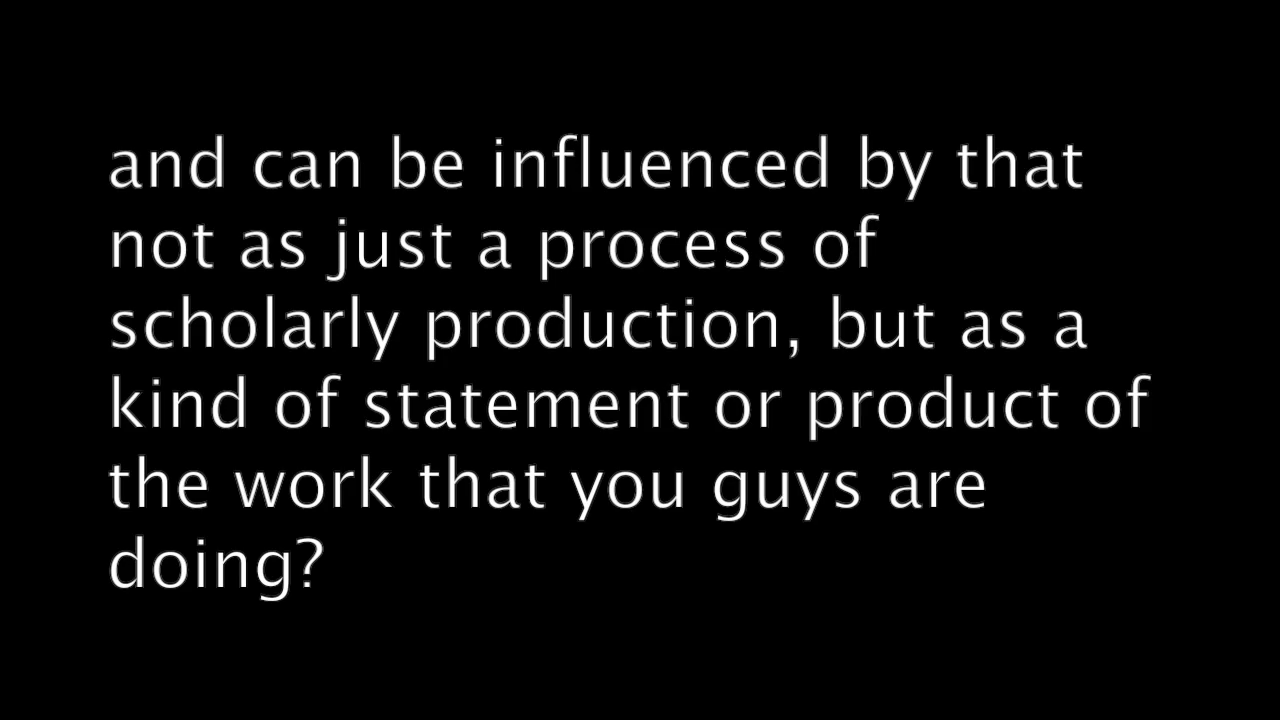 and can be influenced by that
not as just a process of
scholarly production, but as a
kind of statement or product of
the work that you guys are
doing?